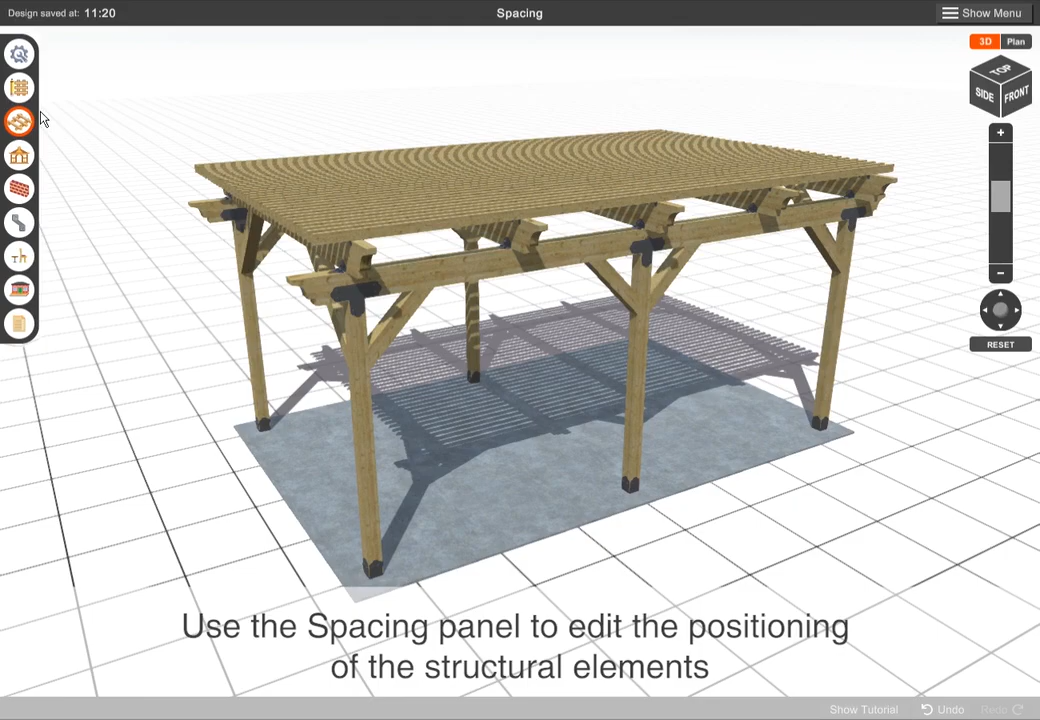 Design saved at: 11:20
Spacing
Show Menu
3D
Plan
TOP
SIDE
FRONT
RESET
Use the Spacing panel to edit the positioning
of the structural elements
Show Tutorial
Undo
Redo